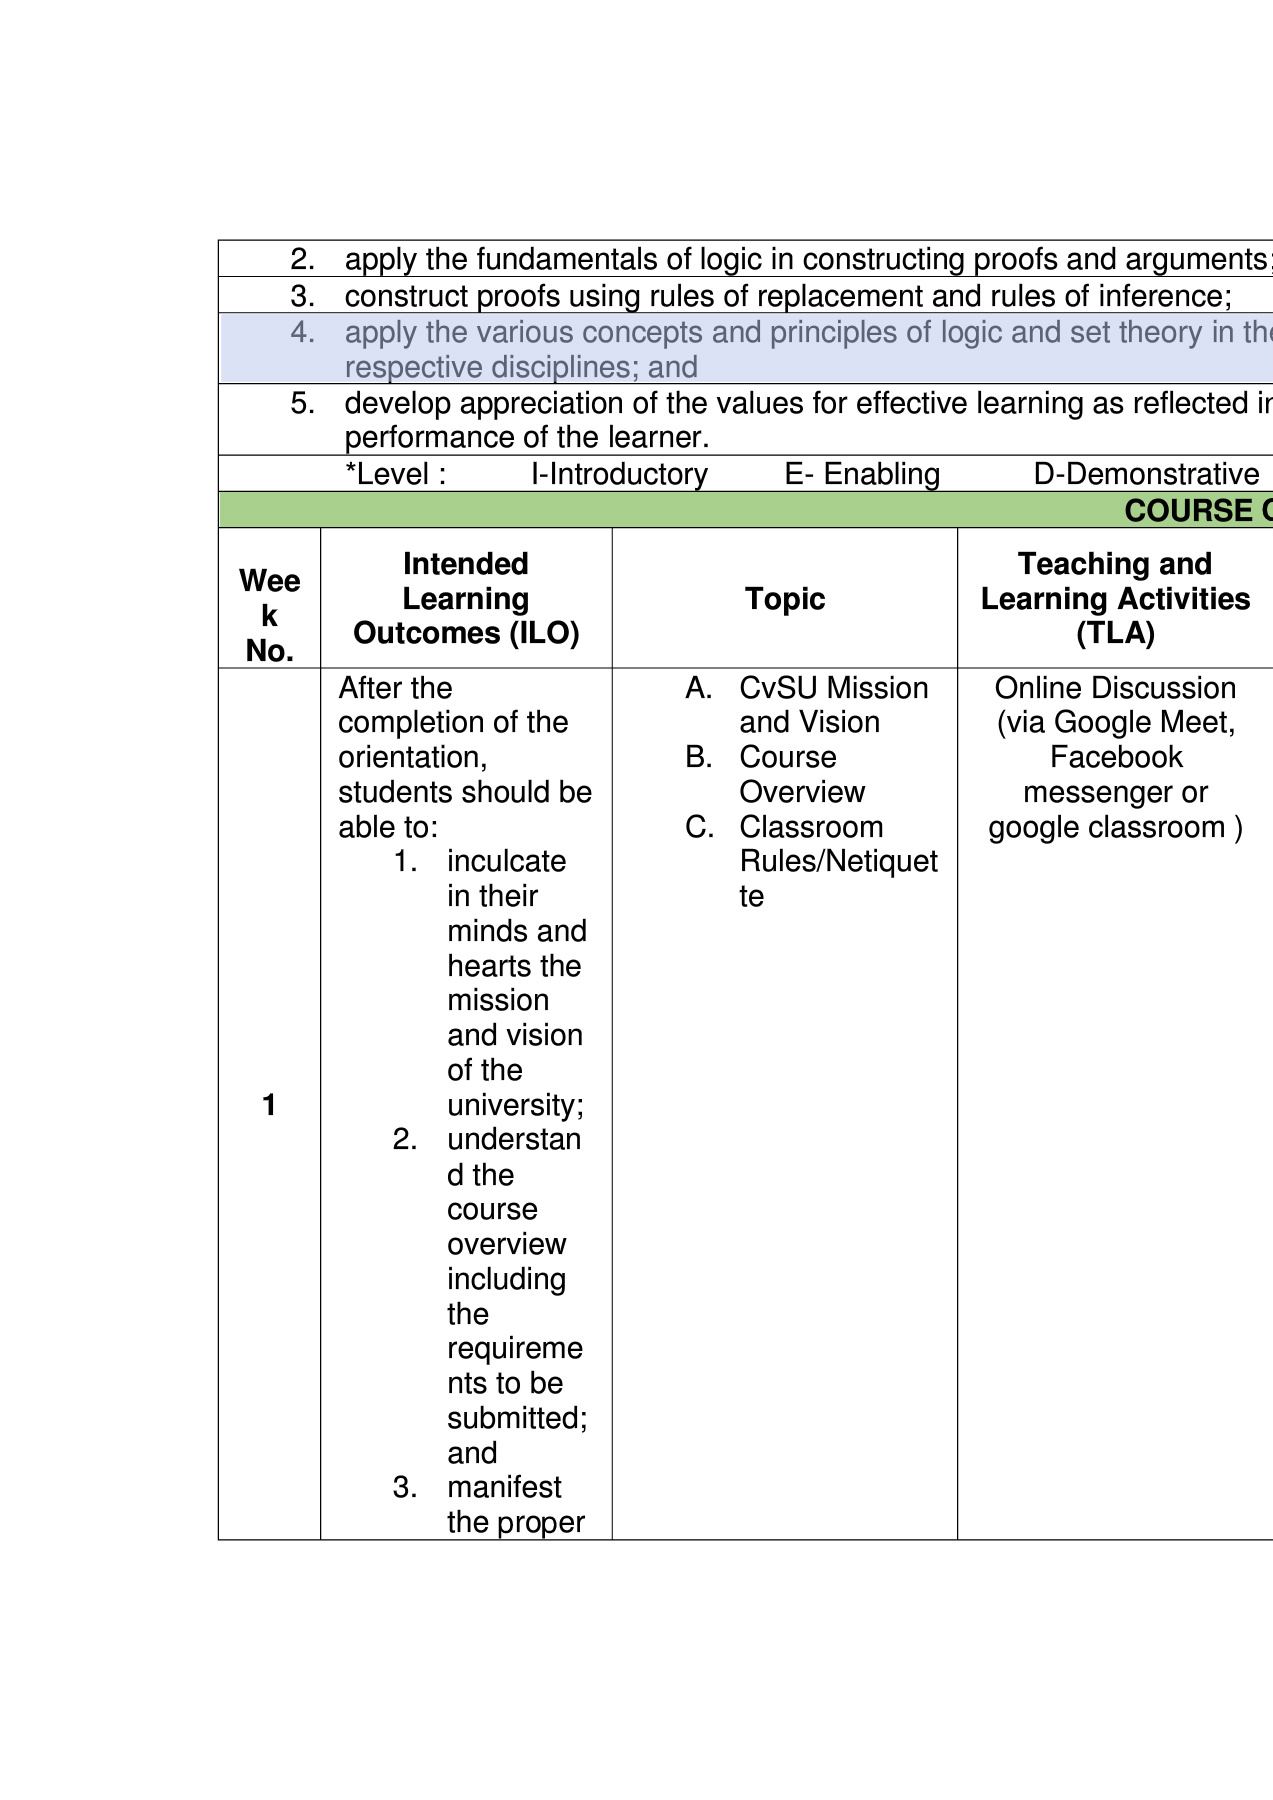 2. apply the fundamentals of logic in constructing proofs and arguments;
3. construct proofs using rules of replacement and rules of inference;
4. apply the various concepts and principles of logic and set theory in the
respective disciplines; and
5. develop appreciation of the values for effective learning as reflected in
performance of the learner.
*Level : I-Introductory E- Enabling D-Demonstrative
COURSE
Wee
k
No.
Intended
Learning
Outcomes (ILO)
Topic
Teaching and
Learning Activities
(TLA)
1
After the
completion of the
orientation,
students should be
able to:
1. inculcate
in their
minds and
hearts the
mission
and vision
of the
university;
2. understan
d the
course
overview
including
the
requireme
nts to be
submitted;
and
3. manifest
the proper
A. CvSU Mission
and Vision
B. Course
Overview
C. Classroom
Rules/Netiquet
te
Online Discussion
(via Google Meet,
Facebook
messenger or
google classroom )